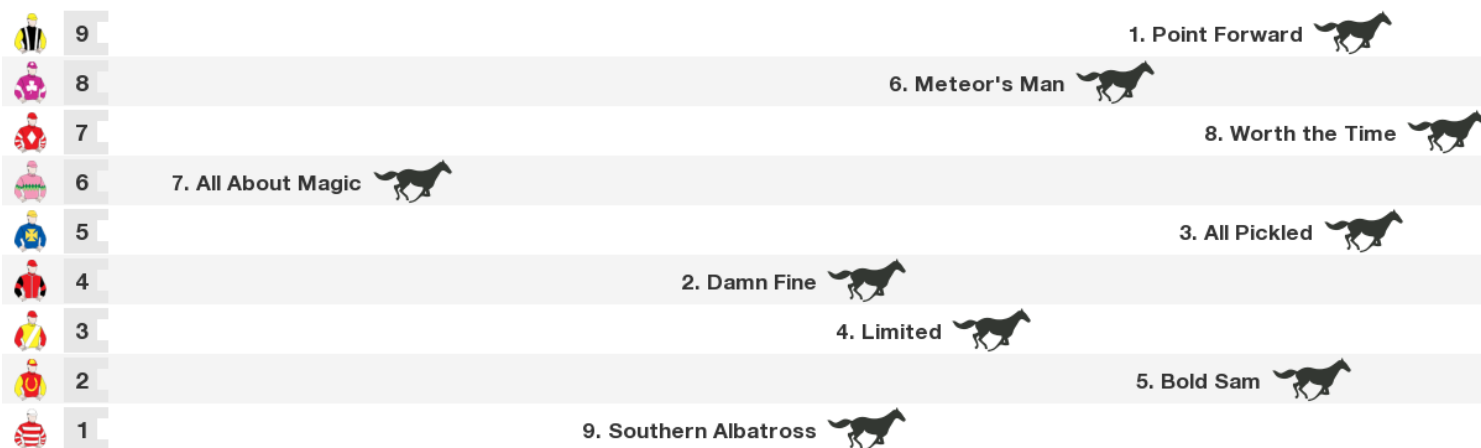 9 1. Point Forward
8 6. Meteor's Man
7 8. Worth the Time
6 7. All About Magic
5 3. All Pickled
4 2. Damn Fine
3 4. Limited
2 5. Bold Sam
1 9. Southern Albatross